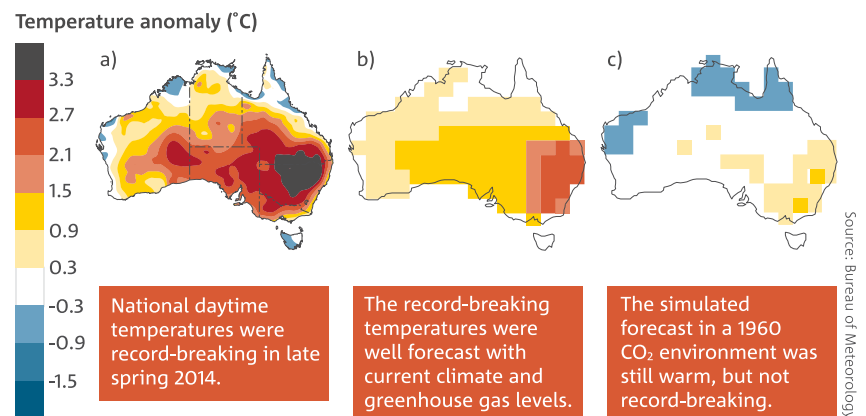 Temperature anomaly (˚C)
a)
b)
c)
3.3
2.7
2.1
1.5
0.9
0.3
-0.3
-0.9
-1.5
National daytime
temperatures were
record-breaking in late
spring 2014.
The record-breaking
temperatures were
well forecast with
current climate and
greenhouse gas levels.
The simulated
forecast in a 1960
CO₂ environment was
still warm, but not
record-breaking.
Source: Bureau of Meteorology